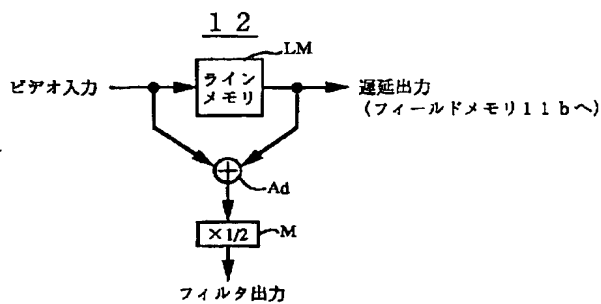 １２
LM
ビデオ入力
ライン
メモリ
遅延出力
(フィールドメモリ１１ｂへ)
Ad
×1/2
M
フィルタ出力